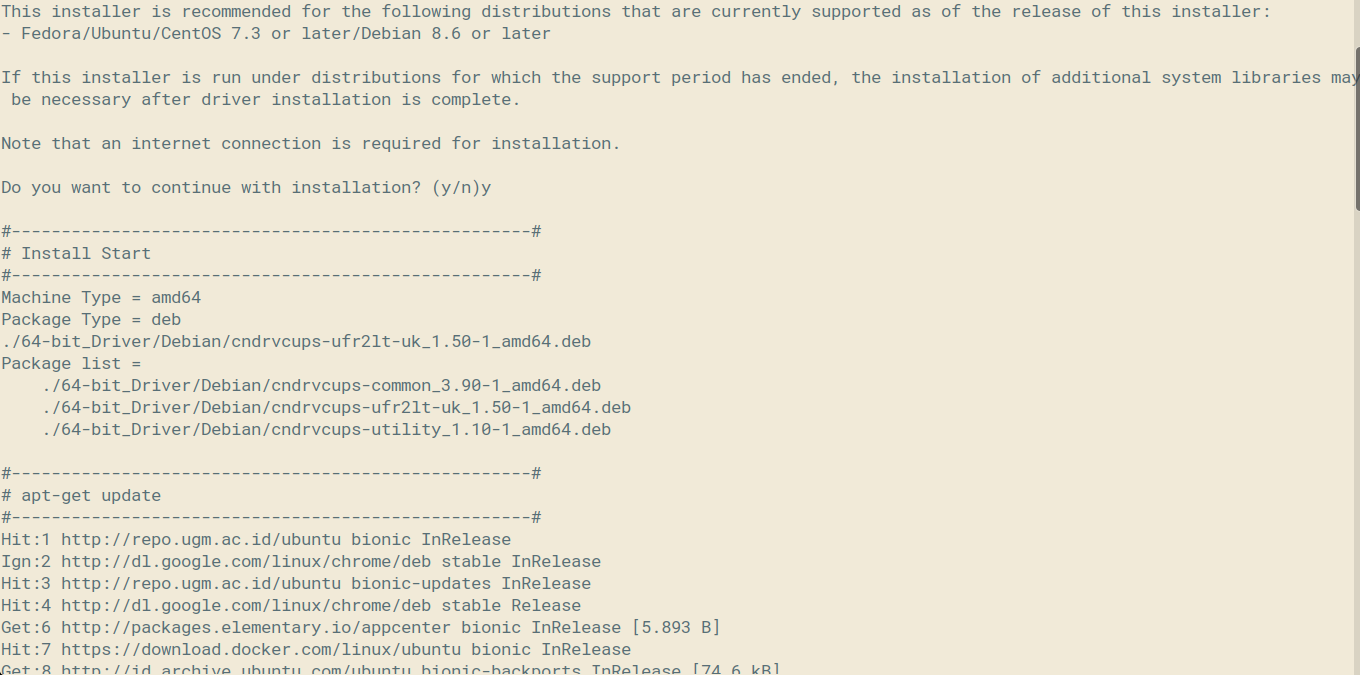 This installer is recommended for the following distributions that are currently supported as of the release of this installer:
- Fedora/Ubuntu/CentOS 7.3 or later/Debian 8.6 or later
If this installer is run under distributions for which the support period has ended, the installation of additional system libraries may
 be necessary after driver installation is complete.
Note that an internet connection is required for installation.
Do you want to continue with installation? (y/n)y
#----------------------------------------------------#
# Install Start
#----------------------------------------------------#
Machine Type = amd64
Package Type = deb
./64-bit_Driver/Debian/cndrvcups-ufr2lt-uk_1.50-1_amd64.deb
Package list =
    ./64-bit_Driver/Debian/cndrvcups-common_3.90-1_amd64.deb
    ./64-bit_Driver/Debian/cndrvcups-ufr2lt-uk_1.50-1_amd64.deb
    ./64-bit_Driver/Debian/cndrvcups-utility_1.10-1_amd64.deb
#----------------------------------------------------#
# apt-get update
#----------------------------------------------------#
Hit:1 http://repo.ugm.ac.id/ubuntu bionic InRelease
Ign:2 http://dl.google.com/linux/chrome/deb stable InRelease
Hit:3 http://repo.ugm.ac.id/ubuntu bionic-updates InRelease
Hit:4 http://dl.google.com/linux/chrome/deb stable Release
Get:6 http://packages.elementary.io/appcenter bionic InRelease [5.893 B]
Hit:7 https://download.docker.com/linux/ubuntu bionic InRelease
Get:8 http://id.archive.ubuntu.com/ubuntu bionic-backports InRelease [74,6 kB]